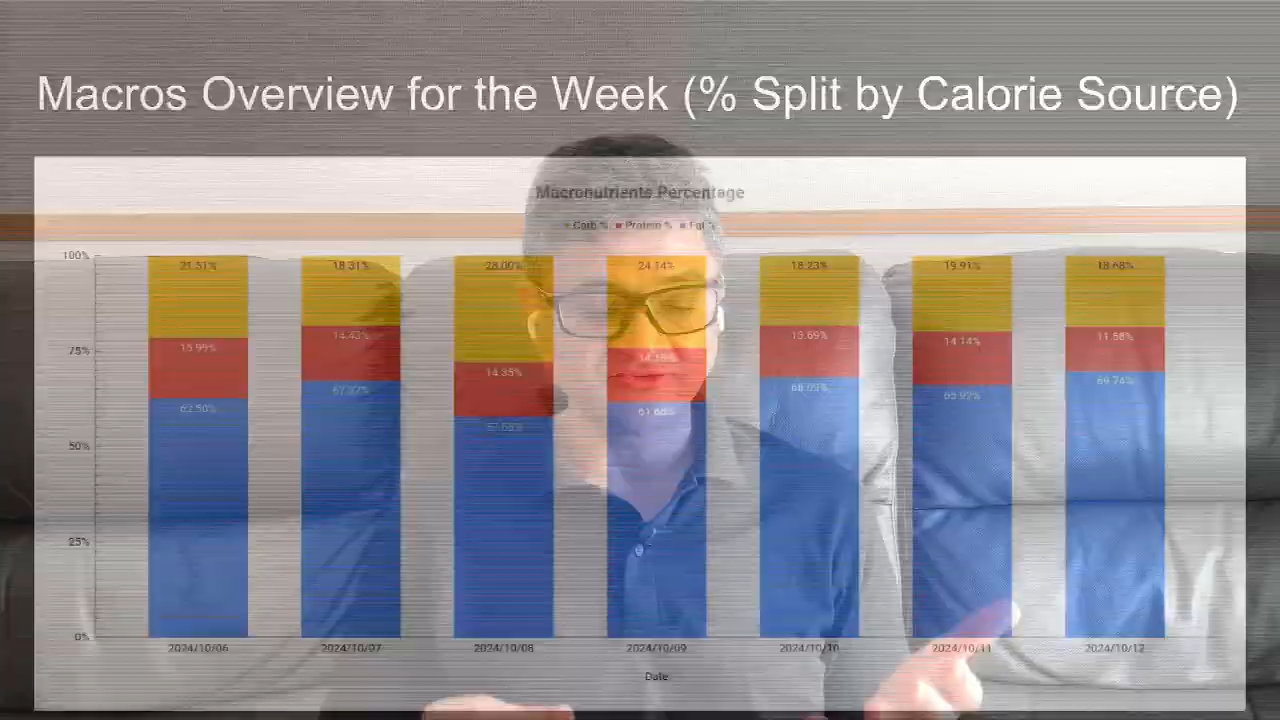 Macros Overview for the Week (% Split by Calorie Source)
Macronutrients Percentage
Carb % Protein % Fat %
100%
75%
50%
25%
0%
21.51% 18.31% 28.00% 24.14% 18.23% 19.91% 18.68%
15.99% 14.43% 14.35% 13.69% 14.14% 11.58%
62.50% 57.65% 61.68% 68.09% 69.74%
2024/10/06 2024/10/07 2024/10/08 2024/10/09 2024/10/10 2024/10/11 2024/10/12
Date